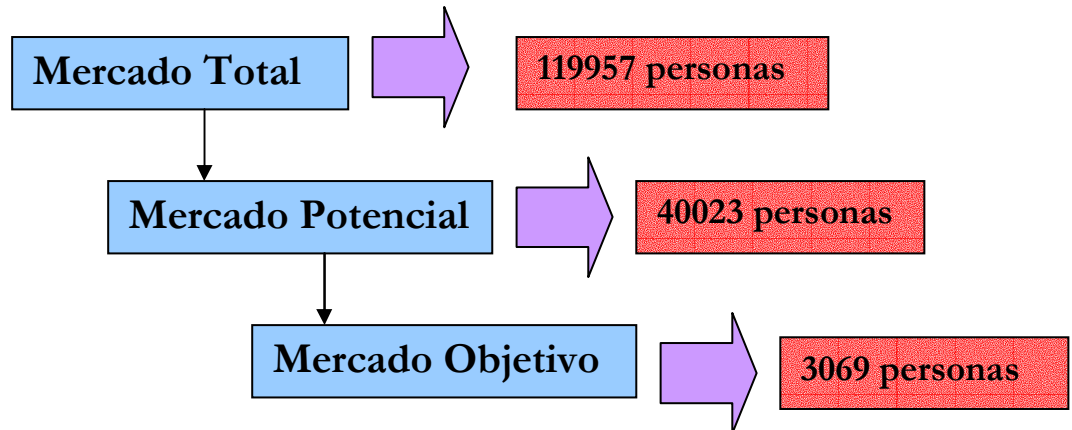 Mercado Total
119957 personas
Mercado Potencial
40023 personas
Mercado Objetivo
3069 personas